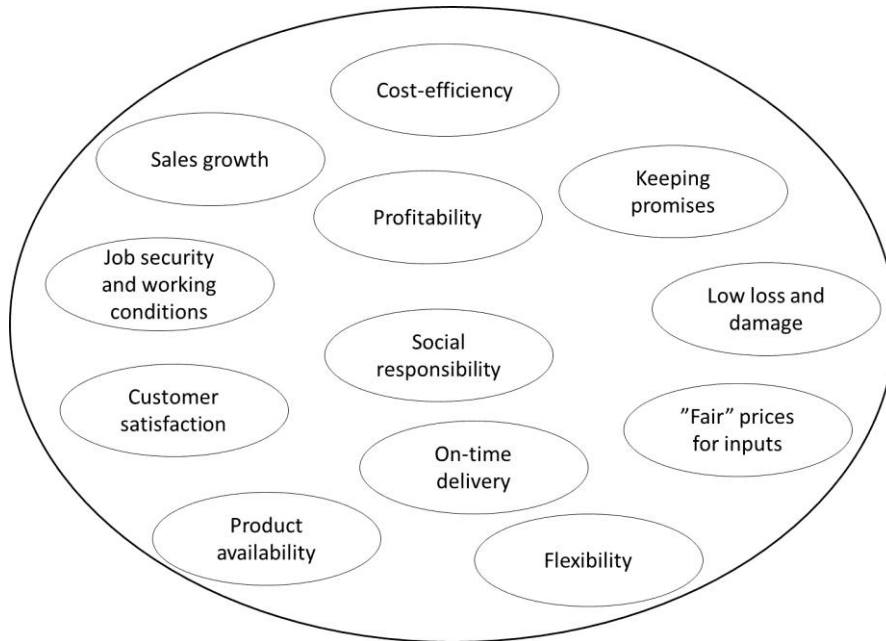 Cost-efficiency
Sales growth
Keeping
promises
Profitability
Job security
and working
conditions
Low loss and
damage
Social
responsibility
Customer
satisfaction
”Fair” prices
for inputs
On-time
delivery
Product
availability
Flexibility